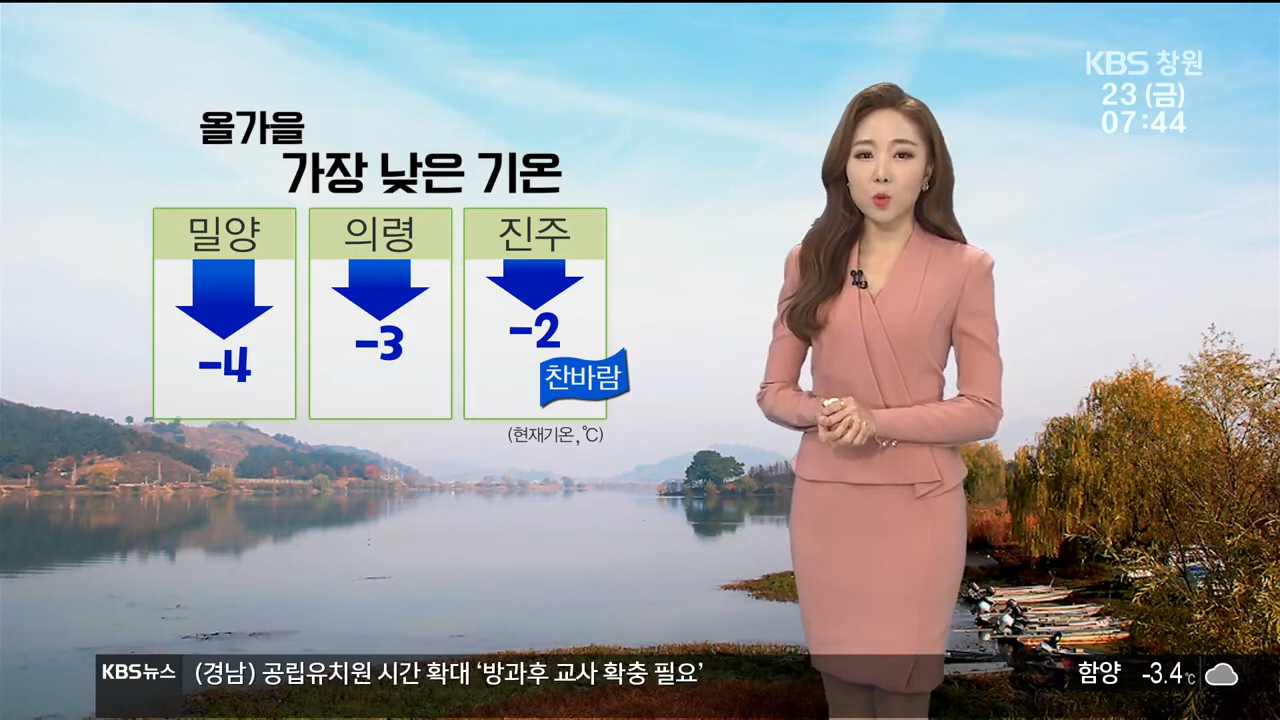 KBS 창원
23 (금)
07:44
올가을
가장 낮은 기온
밀양 의령 진주
-4 -3 -2
찬바람
(현재기온,℃)
KBS뉴스 (경남) 공립유치원 시간 확대 ‘방과후 교사 확충 필요’ 함양 -3.4℃